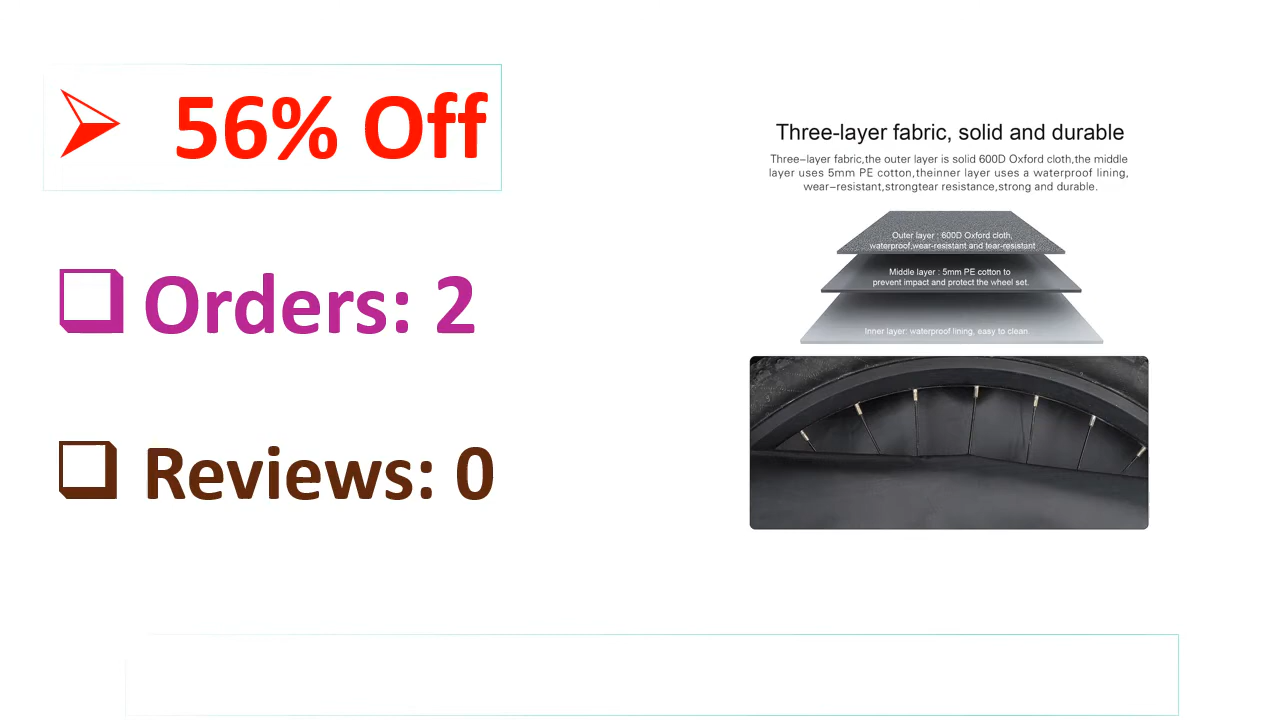 56% Off
Orders: 2
Reviews: 0
Three-layer fabric, solid and durable
Three-layer fabric,the outer layer is solid 600D Oxford cloth,the middle
layer uses 5mm PE cotton,theinner layer uses a waterproof lining,
wear-resistant,strongtear resistance,strong and durable.
Outer layer : 600D Oxford cloth,
waterproof,wear-resistant and tear-resistant
Middle layer : 5mm PE cotton to
prevent impact and protect the wheel set.
Inner layer: waterproof lining, easy to clean.